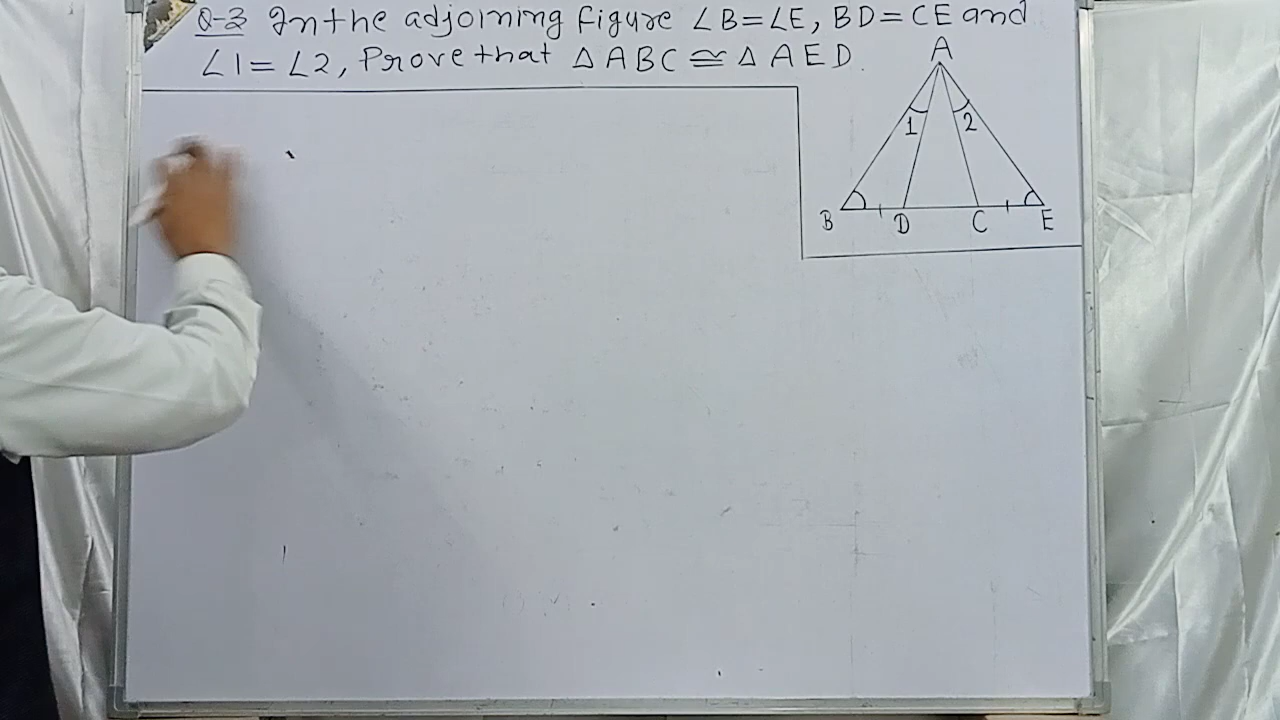 Q-3 In the adjoining figure ∠B=∠E, BD=CE and
∠1=∠2, Prove that △ABC ≅ △AED.
A
1 2
B D C E